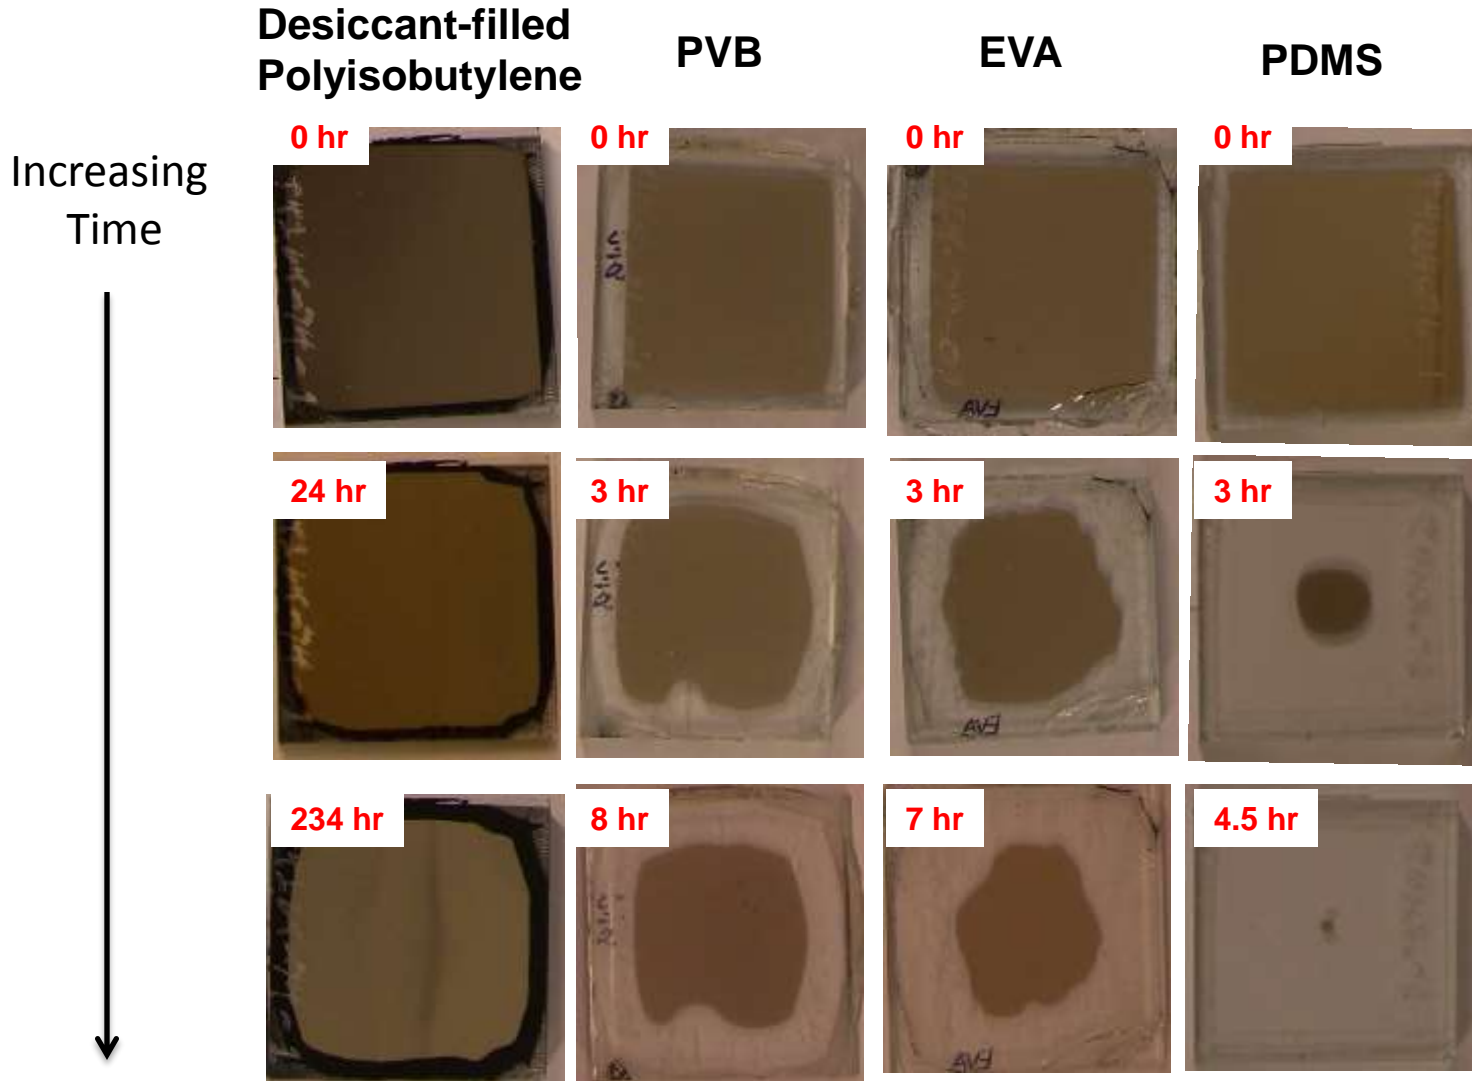 Desiccant-filled
Polyisobutylene
PVB
EVA
PDMS
Increasing
Time
0 hr
0 hr
0 hr
0 hr
24 hr
3 hr
3 hr
3 hr
234 hr
8 hr
7 hr
4.5 hr